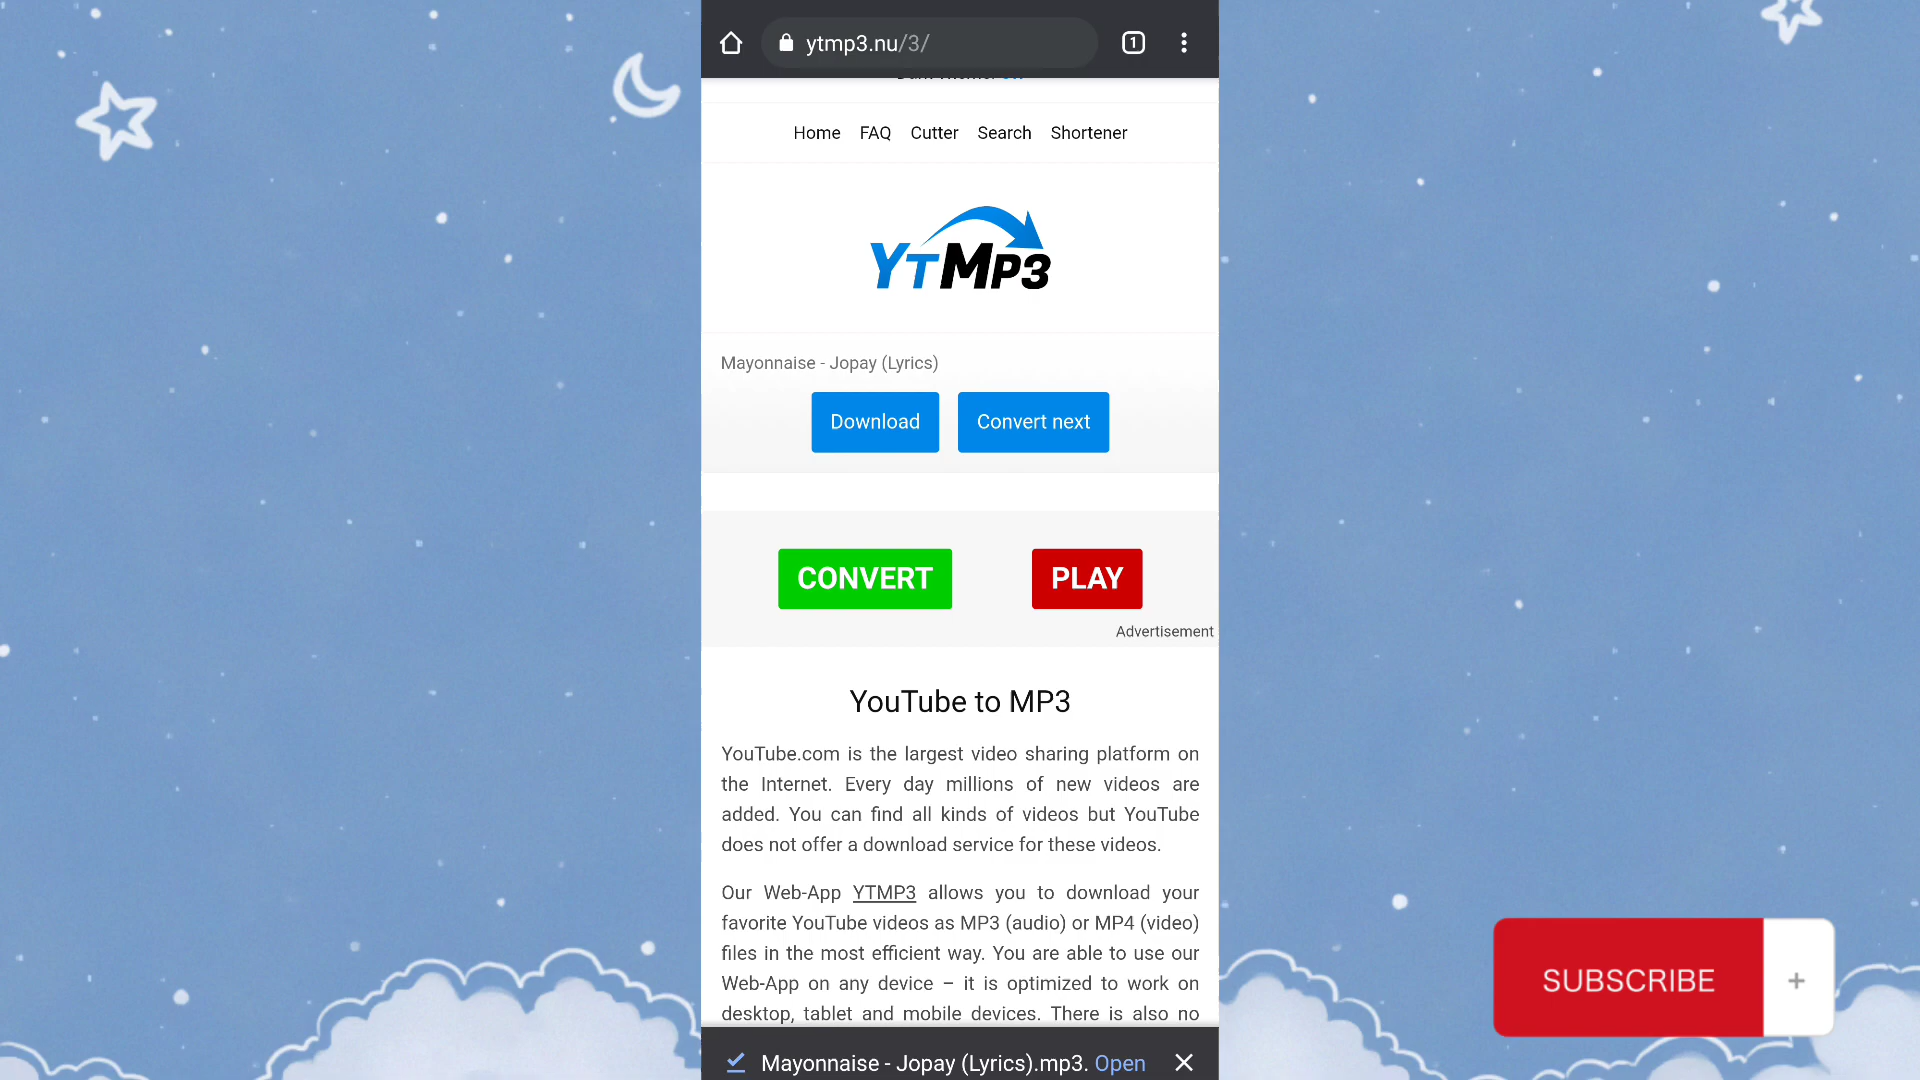 ytmp3.nu/3/
1
Home FAQ Cutter Search Shortener
YTMP3
Mayonnaise - Jopay (Lyrics)
Download Convert next
CONVERT PLAY
Advertisement
YouTube to MP3
YouTube.com is the largest video sharing platform on
the Internet. Every day millions of new videos are
added. You can find all kinds of videos but YouTube
does not offer a download service for these videos.
Our Web-App YTMP3 allows you to download your
favorite YouTube videos as MP3 (audio) or MP4 (video)
files in the most efficient way. You are able to use our
Web-App on any device – it is optimized to work on
desktop, tablet and mobile devices. There is also no
Mayonnaise - Jopay (Lyrics).mp3. Open
SUBSCRIBE +